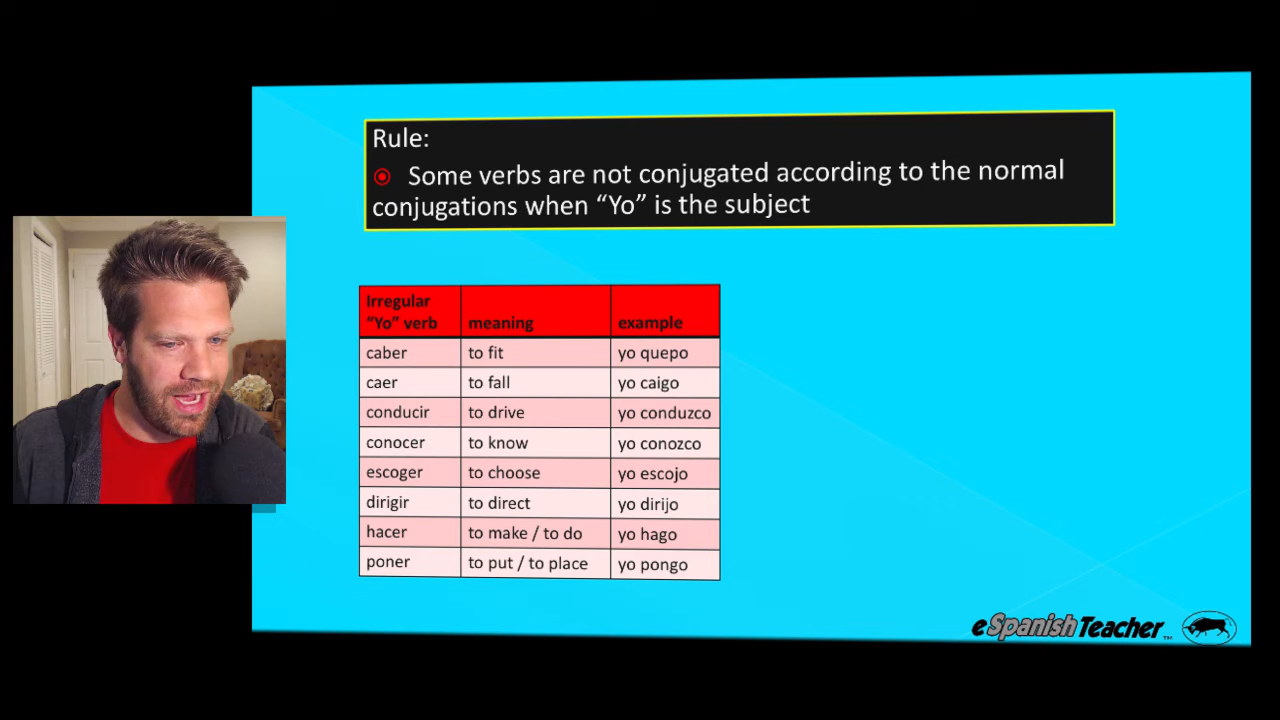 Rule:
Some verbs are not conjugated according to the normal
conjugations when “Yo” is the subject
Irregular
“Yo” verb meaning example
caber to fit yo quepo
caer to fall yo caigo
conducir to drive yo conduzco
conocer to know yo conozco
escoger to choose yo escojo
dirigir to direct yo dirijo
hacer to make / to do yo hago
poner to put / to place yo pongo
eSpanishTeacher™